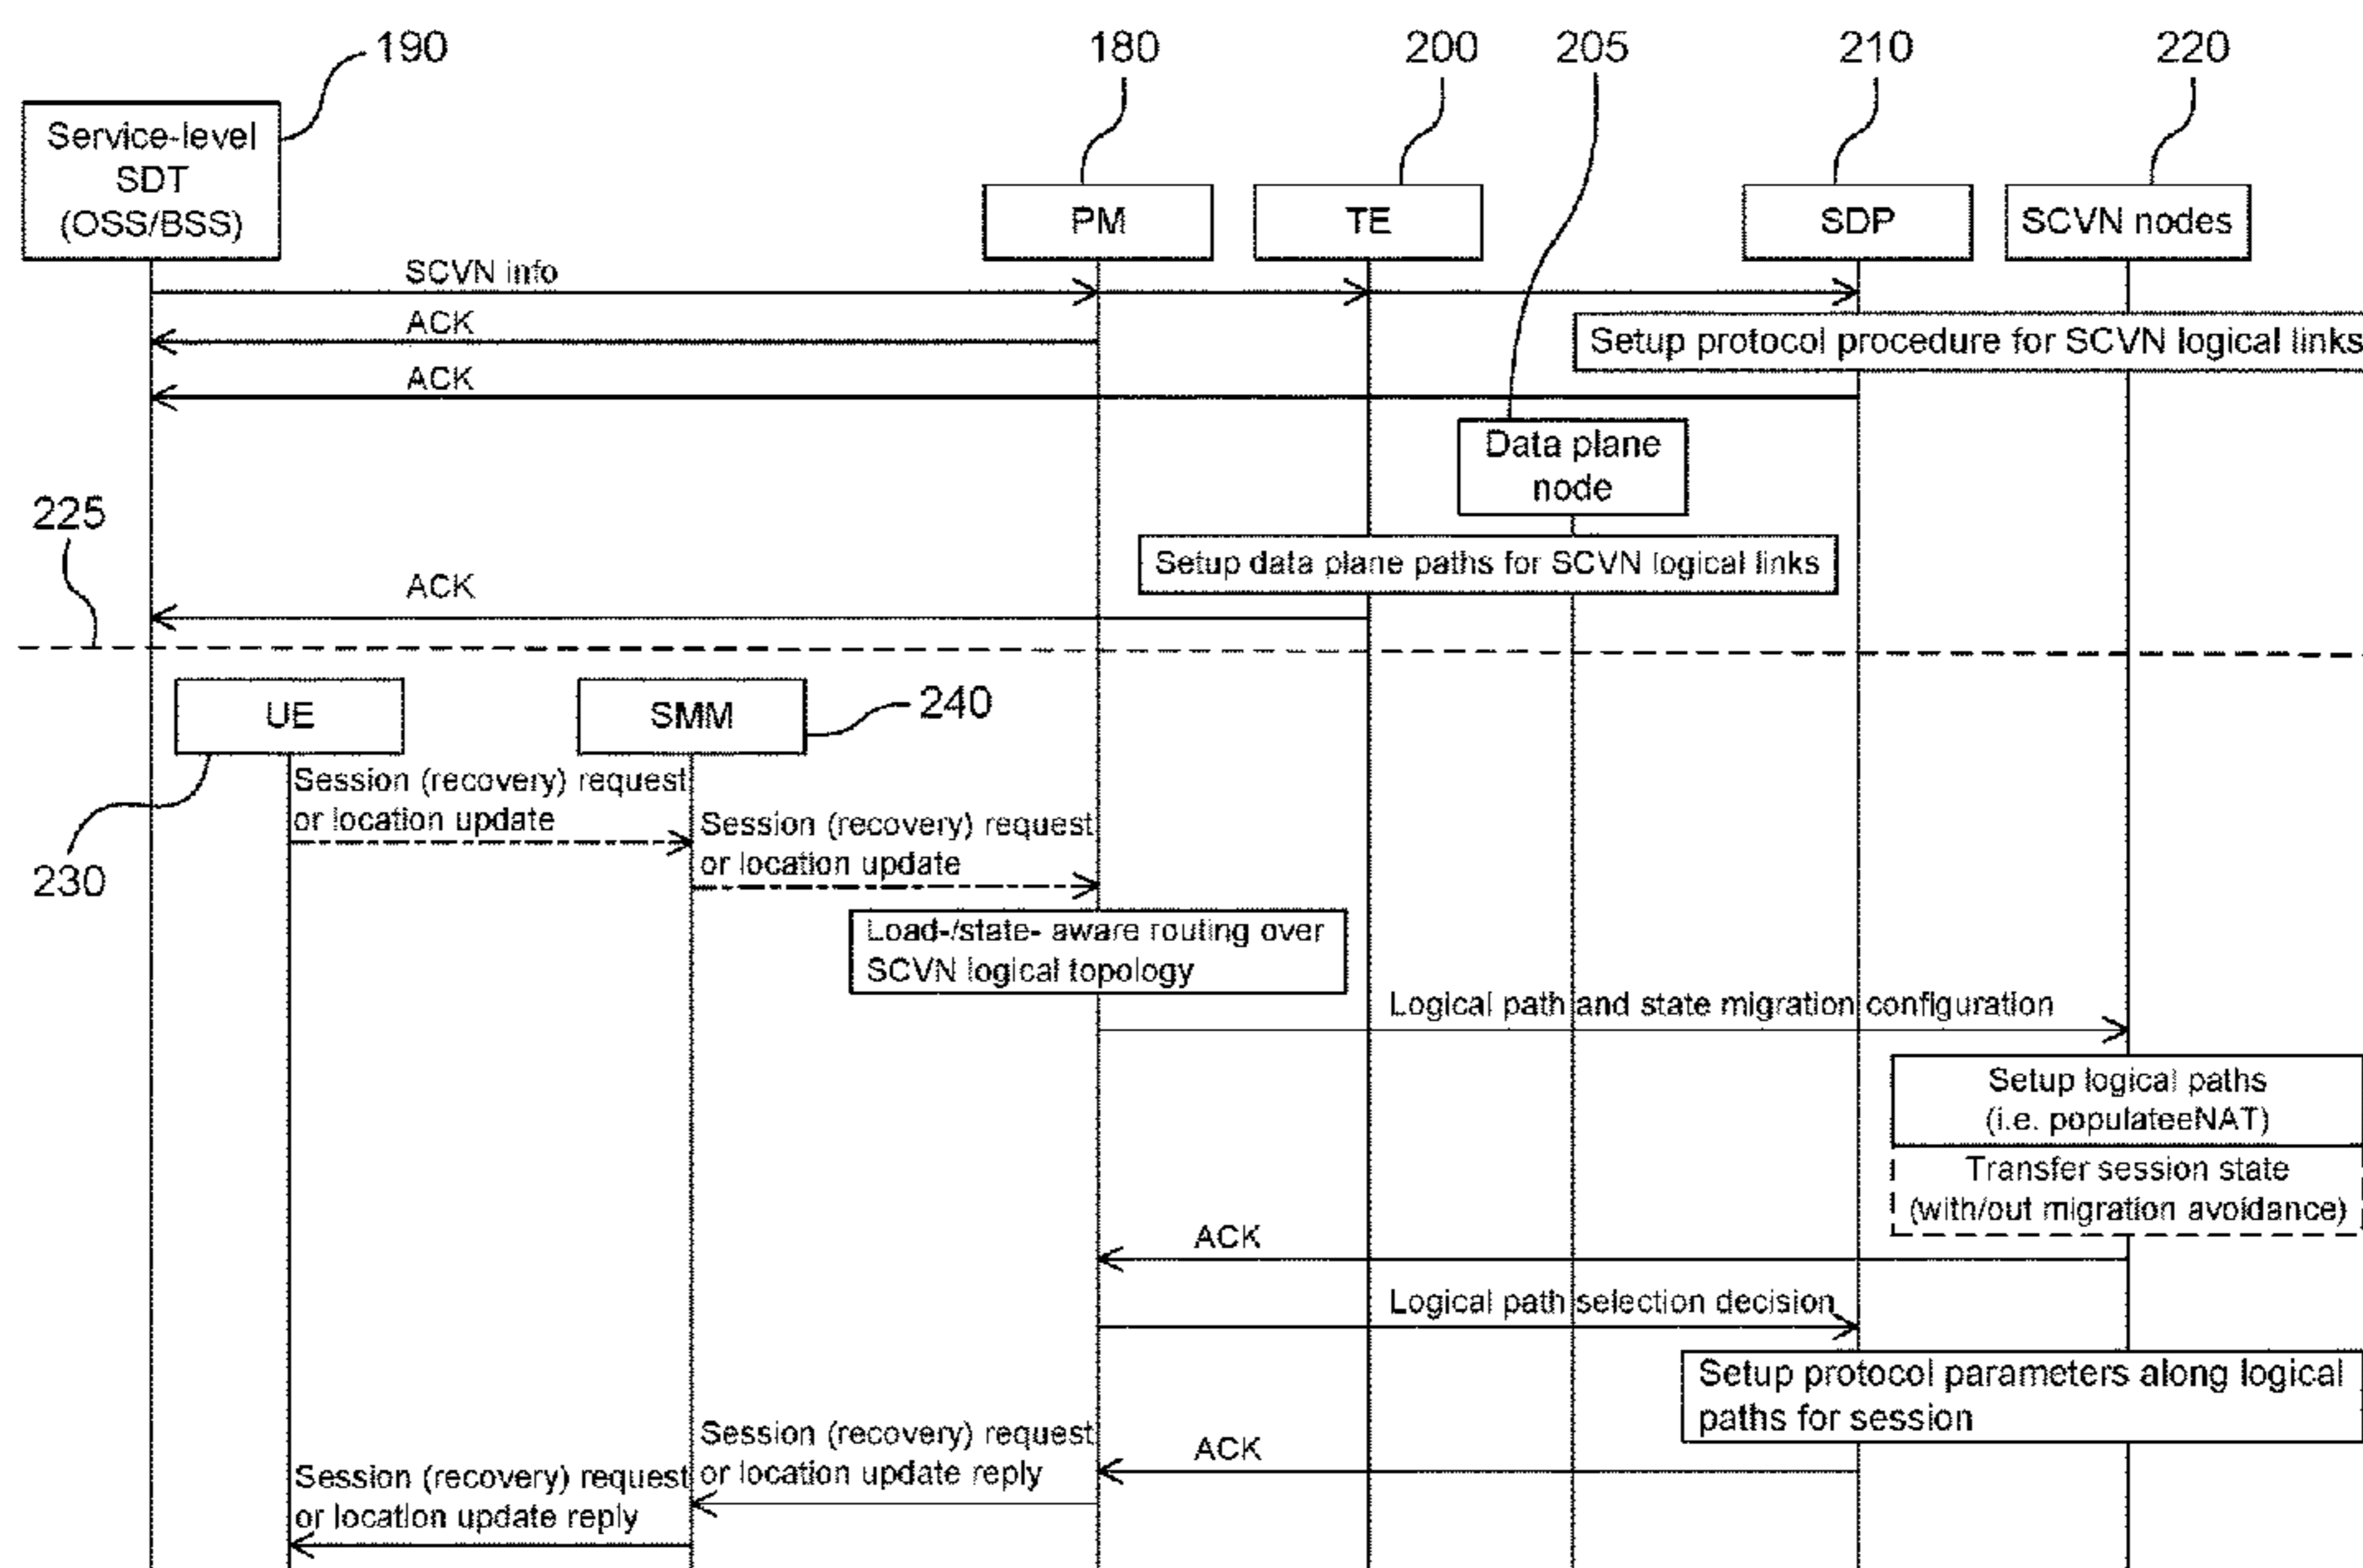 190
180
200
205
210
220
Service-level
SDT
(OSS/BSS)
PM
TE
SDP
SCVN nodes
SCVN info
ACK
Setup protocol procedure for SCVN logical links
ACK
Data plane
node
225
Setup data plane paths for SCVN logical links
ACK
UE
SMM
240
Session (recovery) request
or location update
Session (recovery) request
or location update
230
Load-/state- aware routing over
SCVN logical topology
Logical path and state migration configuration
Setup logical paths
(i.e. populateeNAT)
Transfer session state
(with/out migration avoidance)
ACK
Logical path selection decision
Setup protocol parameters along logical
paths for session
Session (recovery) request
or location update reply
ACK
Session (recovery) request
or location update reply